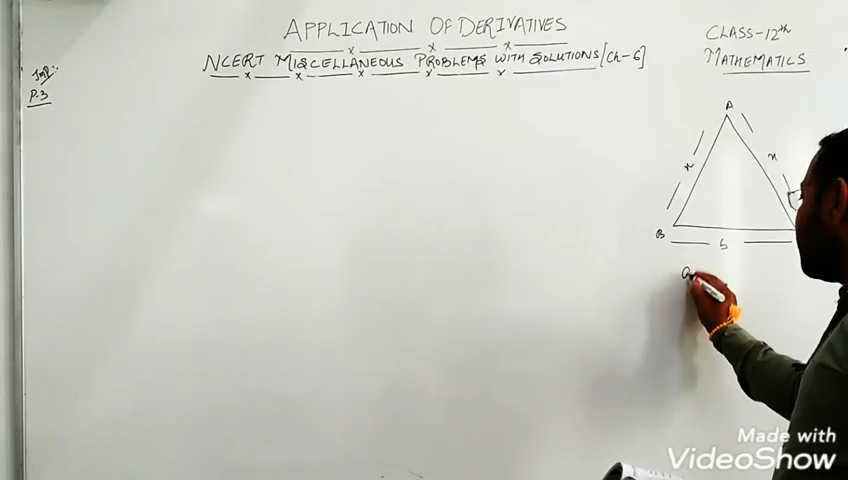 APPLICATION OF DERIVATIVES
NCERT MISCELLANEOUS PROBLEMS WITH SOLUTIONS [Ch-6]
CLASS-12th
MATHEMATICS
Imp:
P-3
A
x
x
B
b
Made with
VideoShow